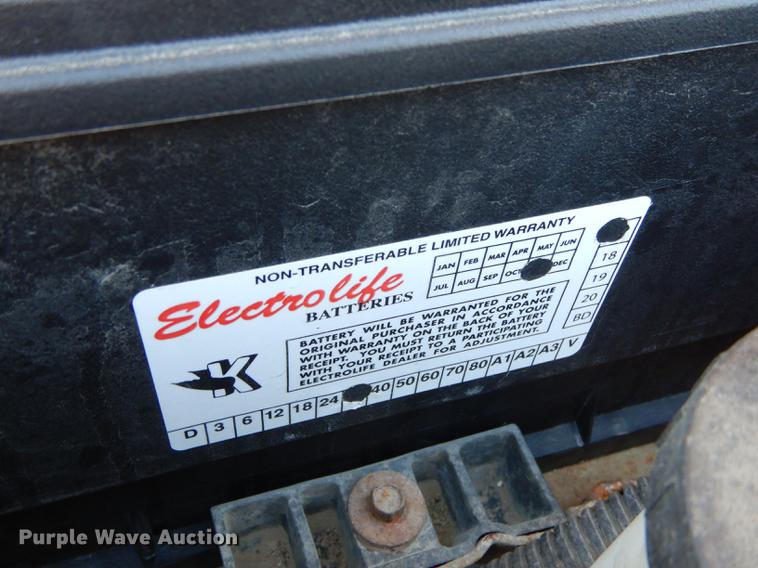 NON-TRANSFERABLE LIMITED WARRANTY
Electrolife
BATTERIES
JAN FEB MAR APR MAY JUN
JUL AUG SEP OCT DEC
18
19
20
BD
BATTERY WILL BE WARRANTED FOR THE
ORIGINAL PURCHASER IN ACCORDANCE
WITH WARRANTY ON THE BACK OF YOUR
RECEIPT. YOU MUST RETURN THE BATTERY
WITH YOUR RECEIPT TO A PARTICIPATING
ELECTROLIFE DEALER FOR ADJUSTMENT.
K
D 3 6 12 18 24 40 50 60 70 80 A1 A2 A3 V
Purple Wave Auction